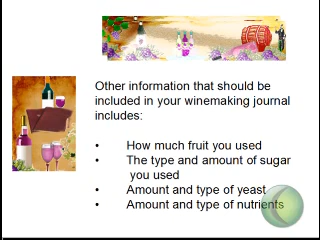 Other information that should be
included in your winemaking journal
includes:
• How much fruit you used
• The type and amount of sugar
you used
• Amount and type of yeast
• Amount and type of nutrients